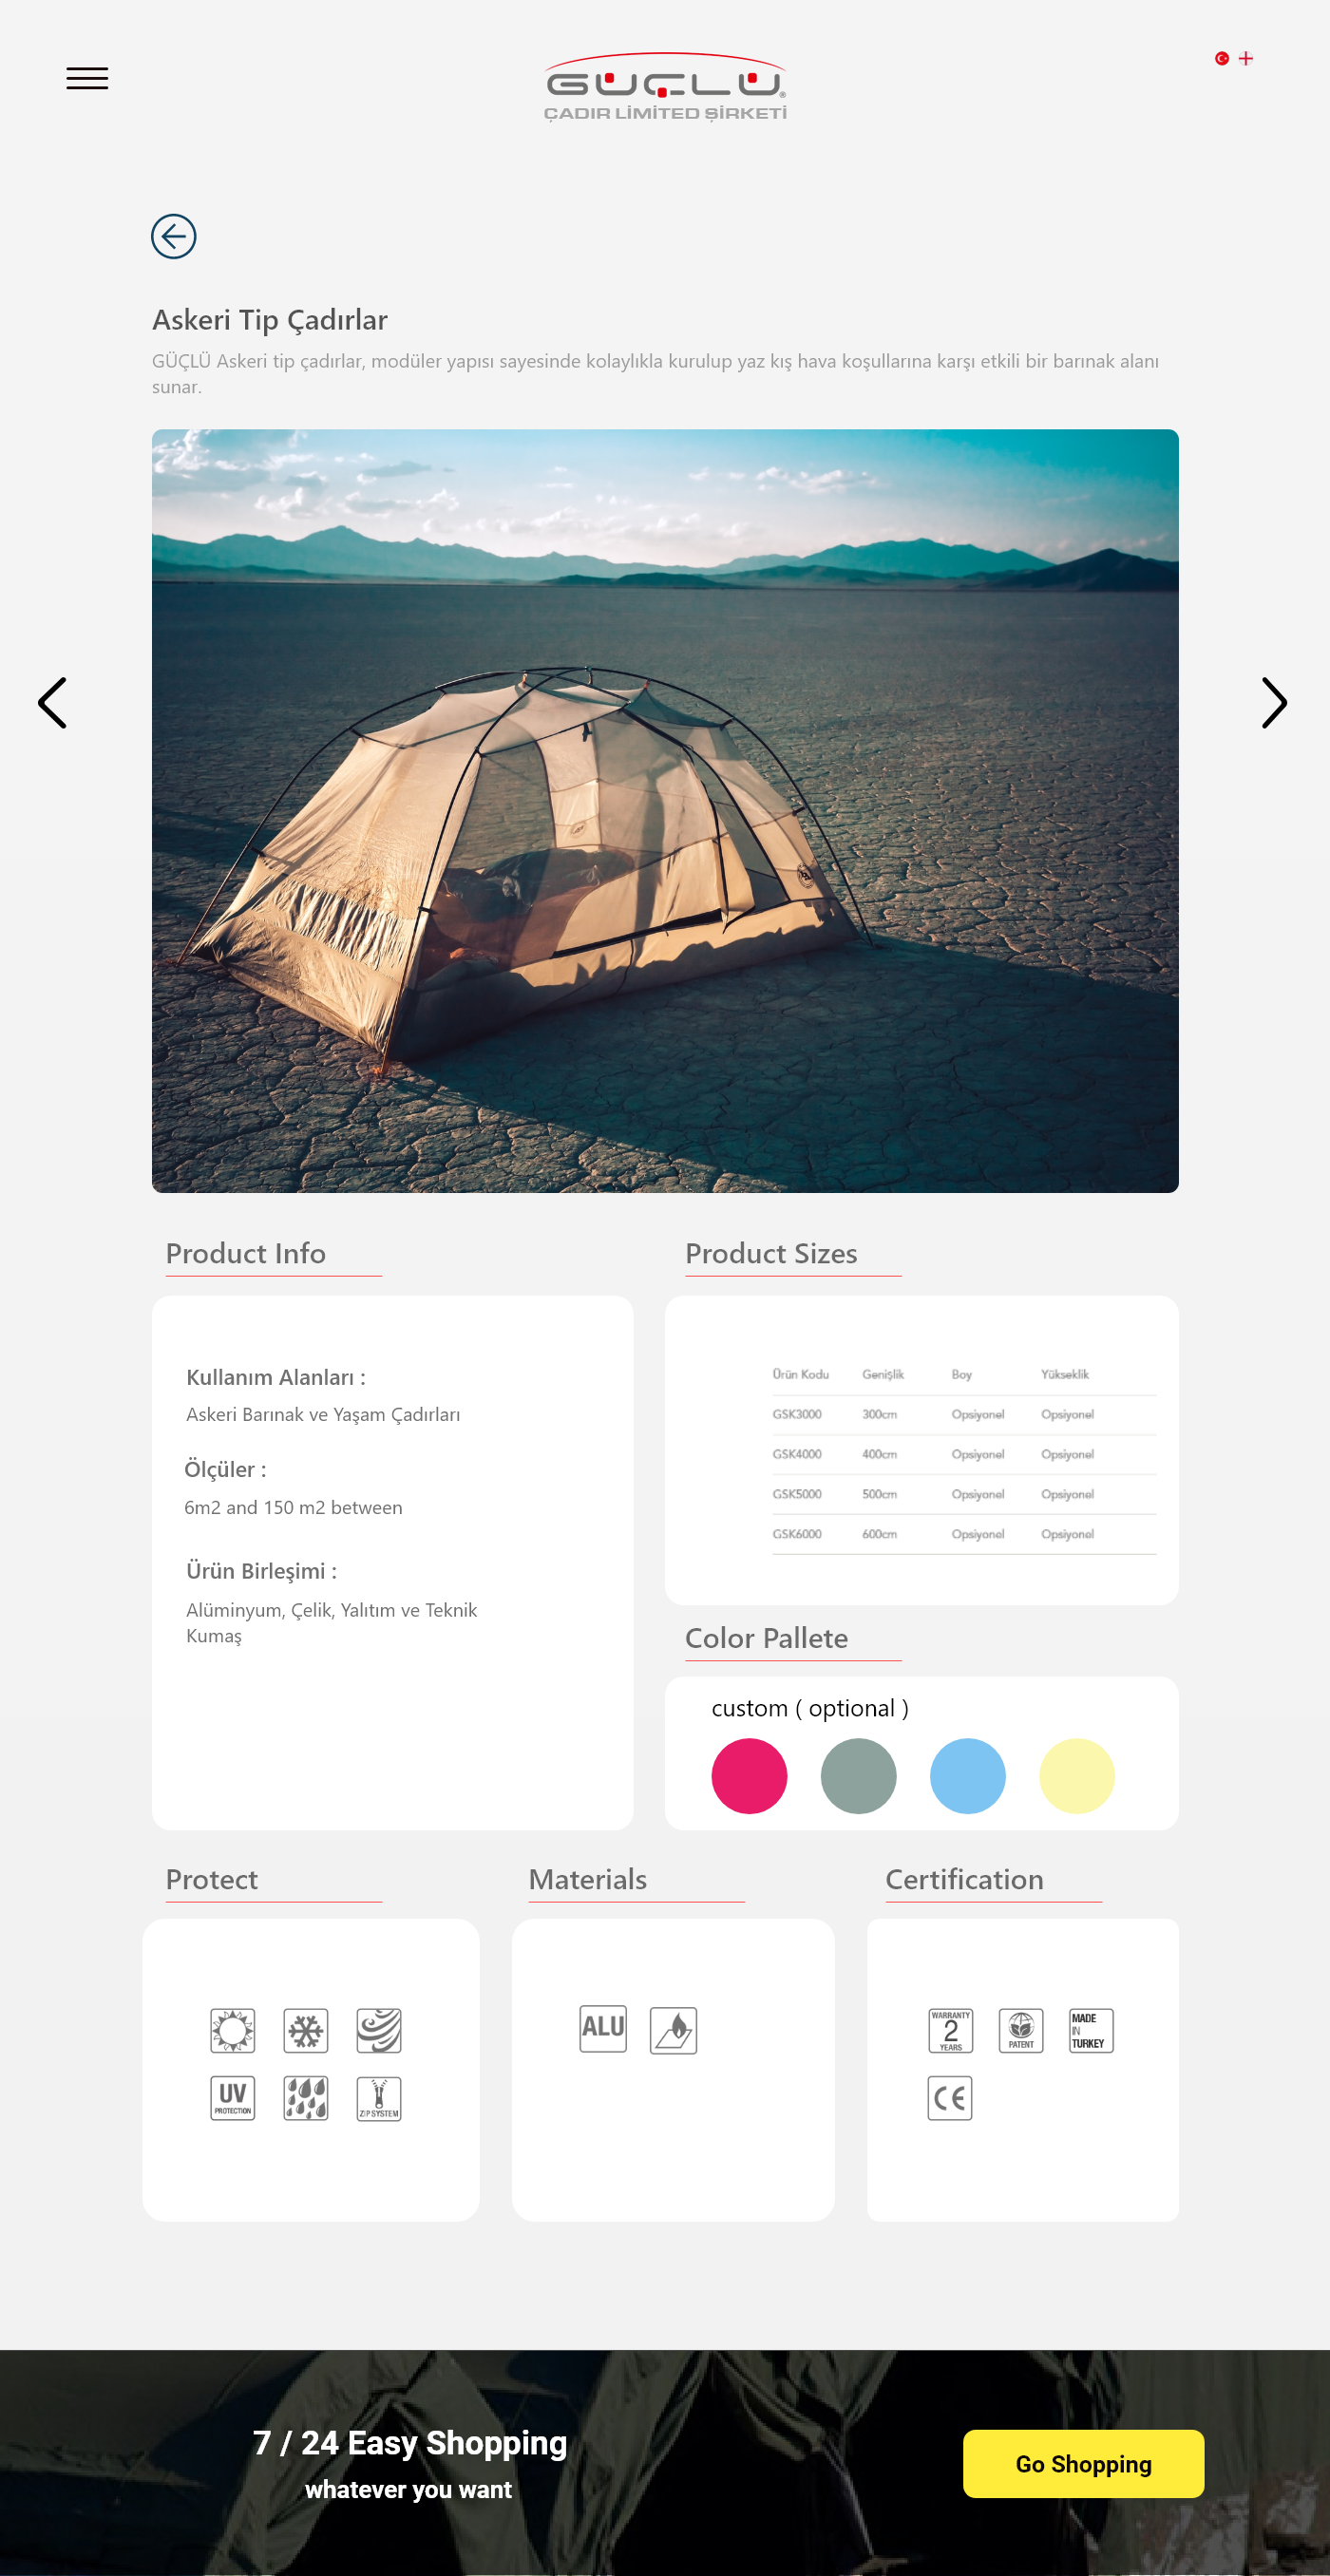 GÜÇLÜ®
ÇADIR LİMİTED ŞİRKETİ
Askeri Tip Çadırlar
GÜÇLÜ Askeri tip çadırlar, modüler yapısı sayesinde kolaylıkla kurulup yaz kış hava koşullarına karşı etkili bir barınak alanı
sunar.
Product Info
Product Sizes
Kullanım Alanları :
Askeri Barınak ve Yaşam Çadırları
Ölçüler :
6m2 and 150 m2 between
Ürün Birleşimi :
Alüminyum, Çelik, Yalıtım ve Teknik
Kumaş
Ürün Kodu Genişlik Boy Yükseklik
GSK3000 300cm Opsiyonel Opsiyonel
GSK4000 400cm Opsiyonel Opsiyonel
GSK5000 500cm Opsiyonel Opsiyonel
GSK6000 600cm Opsiyonel Opsiyonel
Color Pallete
custom ( optional )
Protect
Materials
Certification
UV
PROTECTION
ZIP SYSTEM
ALU
WARRANTY
2
YEARS
PATENT
MADE
IN
TURKEY
CE
7 / 24 Easy Shopping
whatever you want
Go Shopping